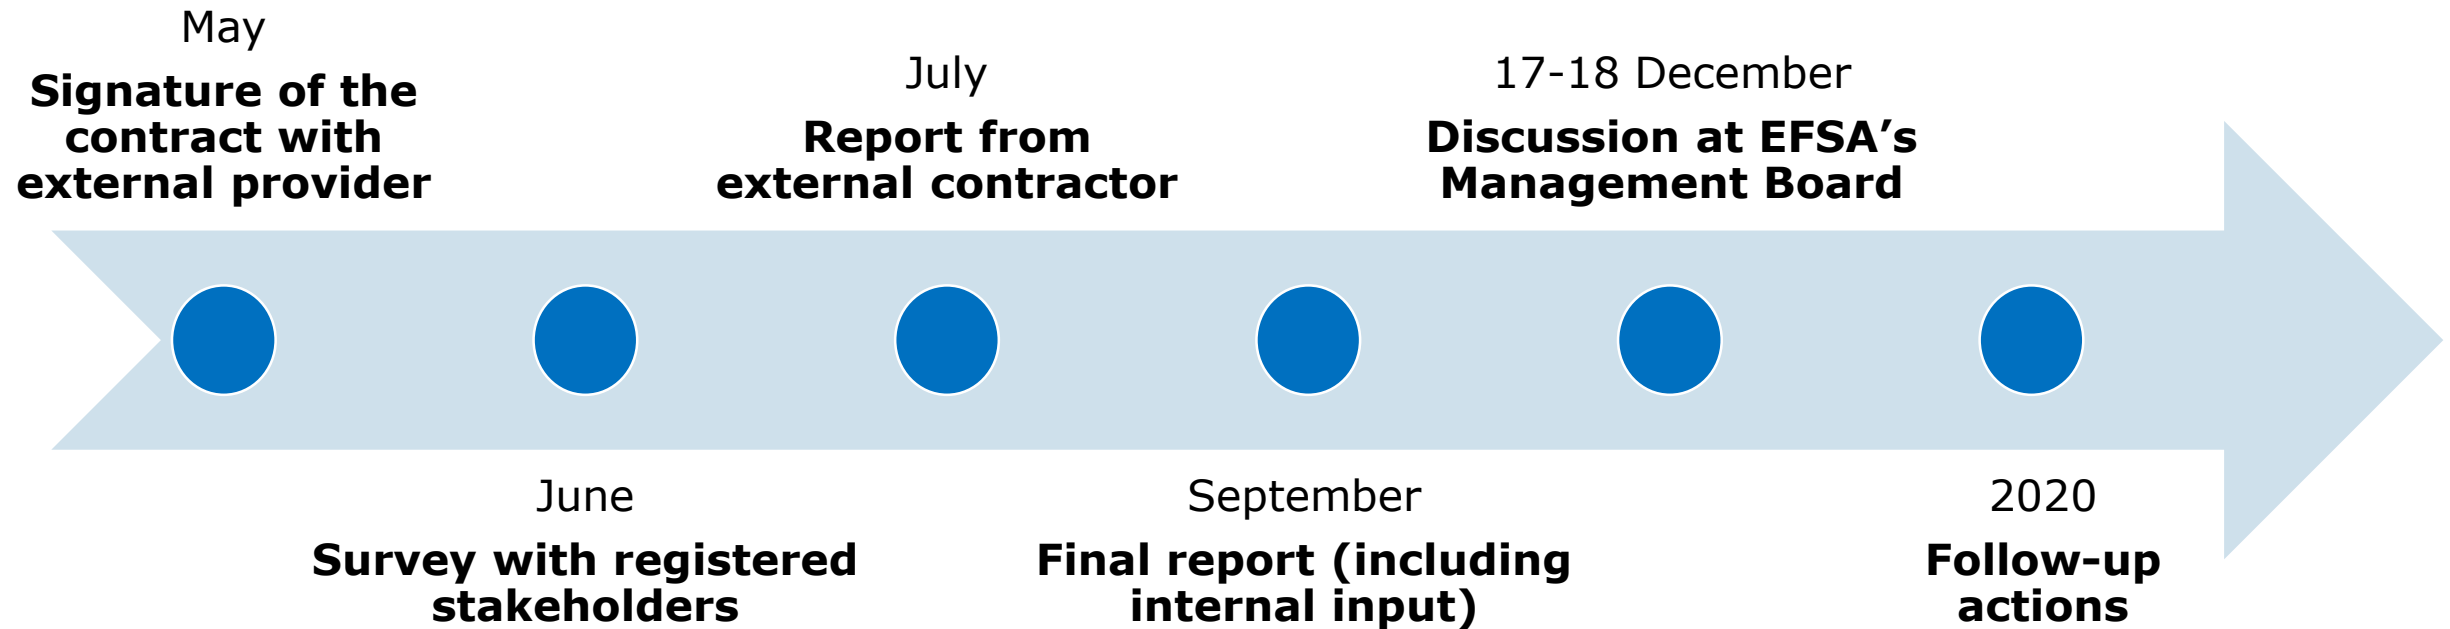 May
Signature of the
contract with
external provider
June
Survey with registered
stakeholders
July
Report from
external contractor
September
Final report (including
internal input)
17-18 December
Discussion at EFSA’s
Management Board
2020
Follow-up
actions